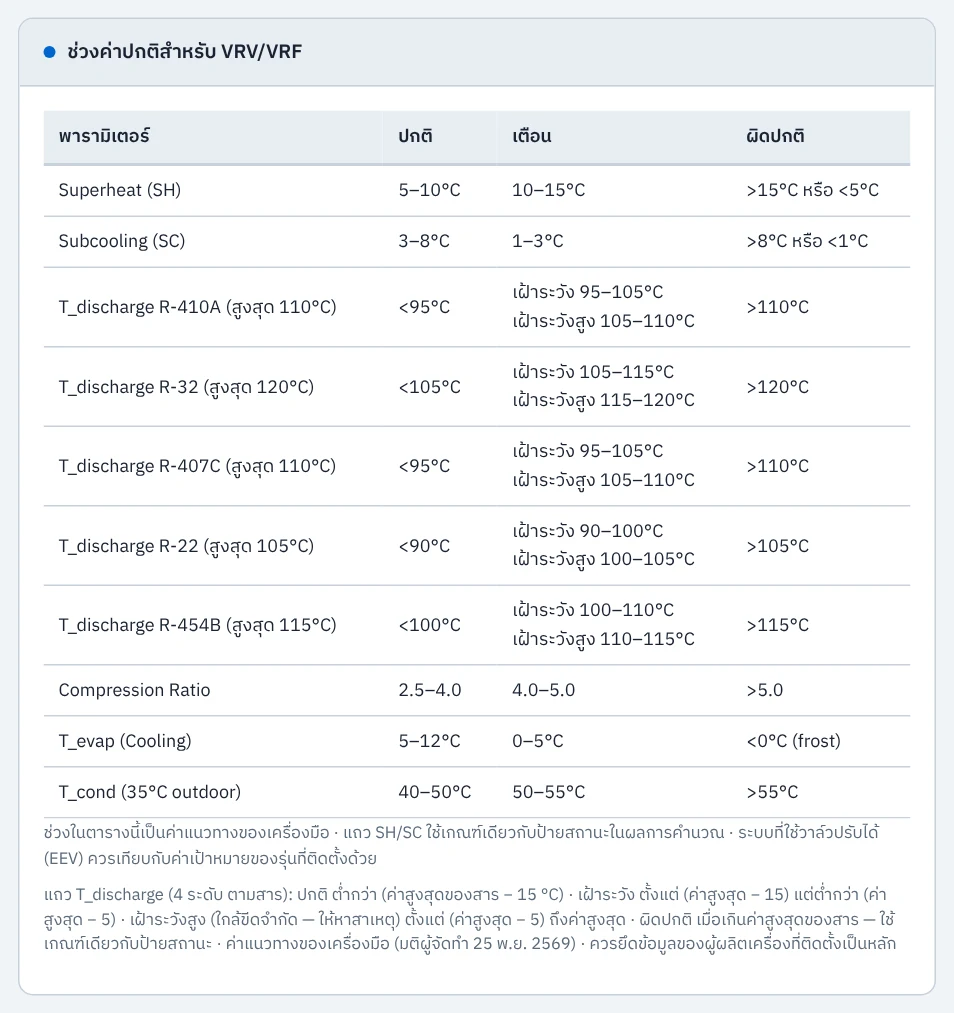 ช่วงค่าปกติสำหรับ VRV/VRF
พารามิเตอร์ ปกติ เตือน ผิดปกติ
Superheat (SH) 5–10°C 10–15°C >15°C หรือ <5°C
Subcooling (SC) 3–8°C 1–3°C >8°C หรือ <1°C
T_discharge R-410A (สูงสุด 110°C) <95°C เฝ้าระวัง 95–105°C
เฝ้าระวังสูง 105–110°C >110°C
T_discharge R-32 (สูงสุด 120°C) <105°C เฝ้าระวัง 105–115°C
เฝ้าระวังสูง 115–120°C >120°C
T_discharge R-407C (สูงสุด 110°C) <95°C เฝ้าระวัง 95–105°C
เฝ้าระวังสูง 105–110°C >110°C
T_discharge R-22 (สูงสุด 105°C) <90°C เฝ้าระวัง 90–100°C
เฝ้าระวังสูง 100–105°C >105°C
T_discharge R-454B (สูงสุด 115°C) <100°C เฝ้าระวัง 100–110°C
เฝ้าระวังสูง 110–115°C >115°C
Compression Ratio 2.5–4.0 4.0–5.0 >5.0
T_evap (Cooling) 5–12°C 0–5°C <0°C (frost)
T_cond (35°C outdoor) 40–50°C 50–55°C >55°C
ช่วงในตารางนี้เป็นค่าแนวทางของเครื่องมือ · แถว SH/SC ใช้เกณฑ์เดียวกับป้ายสถานะในผลการคำนวณ · ระบบที่ใช้วาล์วปรับได้
(EEV) ควรเทียบกับค่าเป้าหมายของรุ่นที่ติดตั้งด้วย
แถว T_discharge (4 ระดับ ตามสาร): ปกติ ต่ำกว่า (ค่าสูงสุดของสาร – 15 °C) · เฝ้าระวัง ตั้งแต่ (ค่าสูงสุด – 15) แต่ต่ำกว่า (ค่า
สูงสุด – 5) · เฝ้าระวังสูง (ใกล้ขีดจำกัด — ให้หาสาเหตุ) ตั้งแต่ (ค่าสูงสุด – 5) ถึงค่าสูงสุด · ผิดปกติ เมื่อเกินค่าสูงสุดของสาร — ใช้
เกณฑ์เดียวกับป้ายสถานะ · ค่าแนวทางของเครื่องมือ (มติผู้จัดทำ 25 พ.ย. 2569) · ควรยึดข้อมูลของผู้ผลิตเครื่องที่ติดตั้งเป็นหลัก